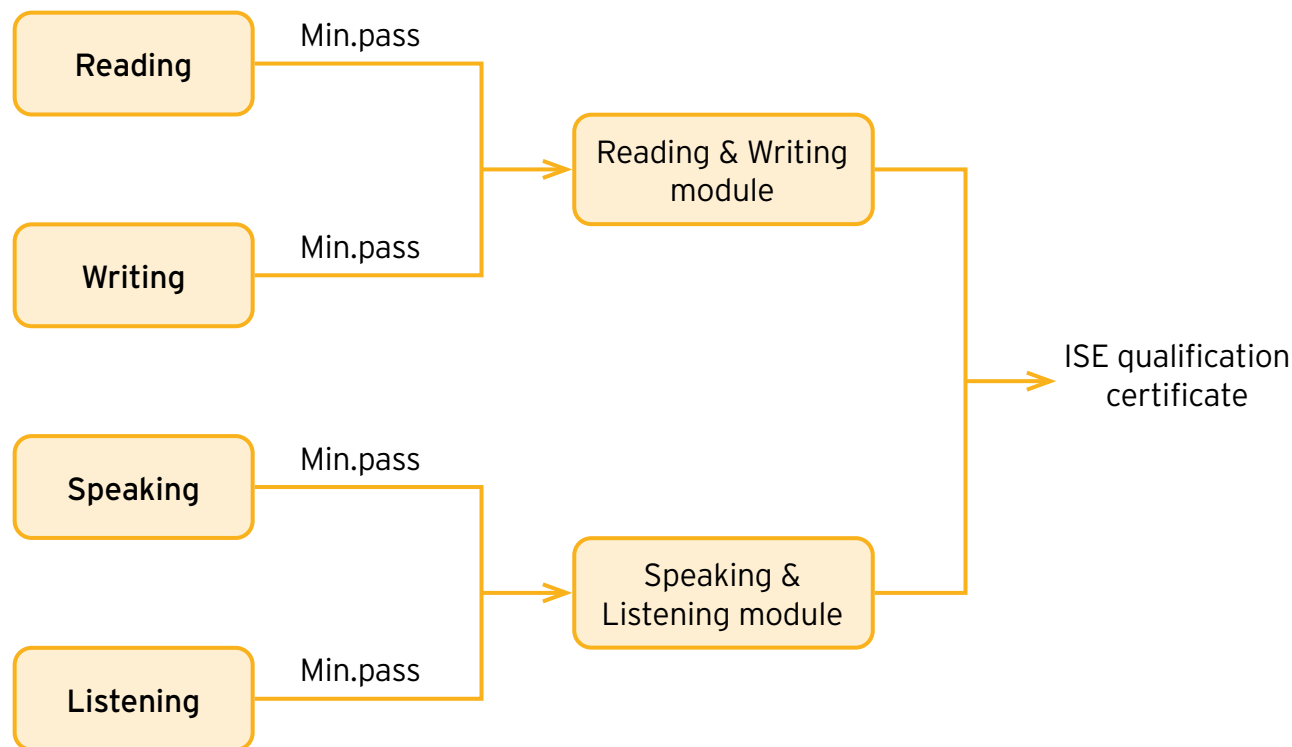 Min.pass
Reading
Reading & Writing
module
Min.pass
Writing
ISE qualification
certificate
Min.pass
Speaking
Speaking &
Listening module
Min.pass
Listening